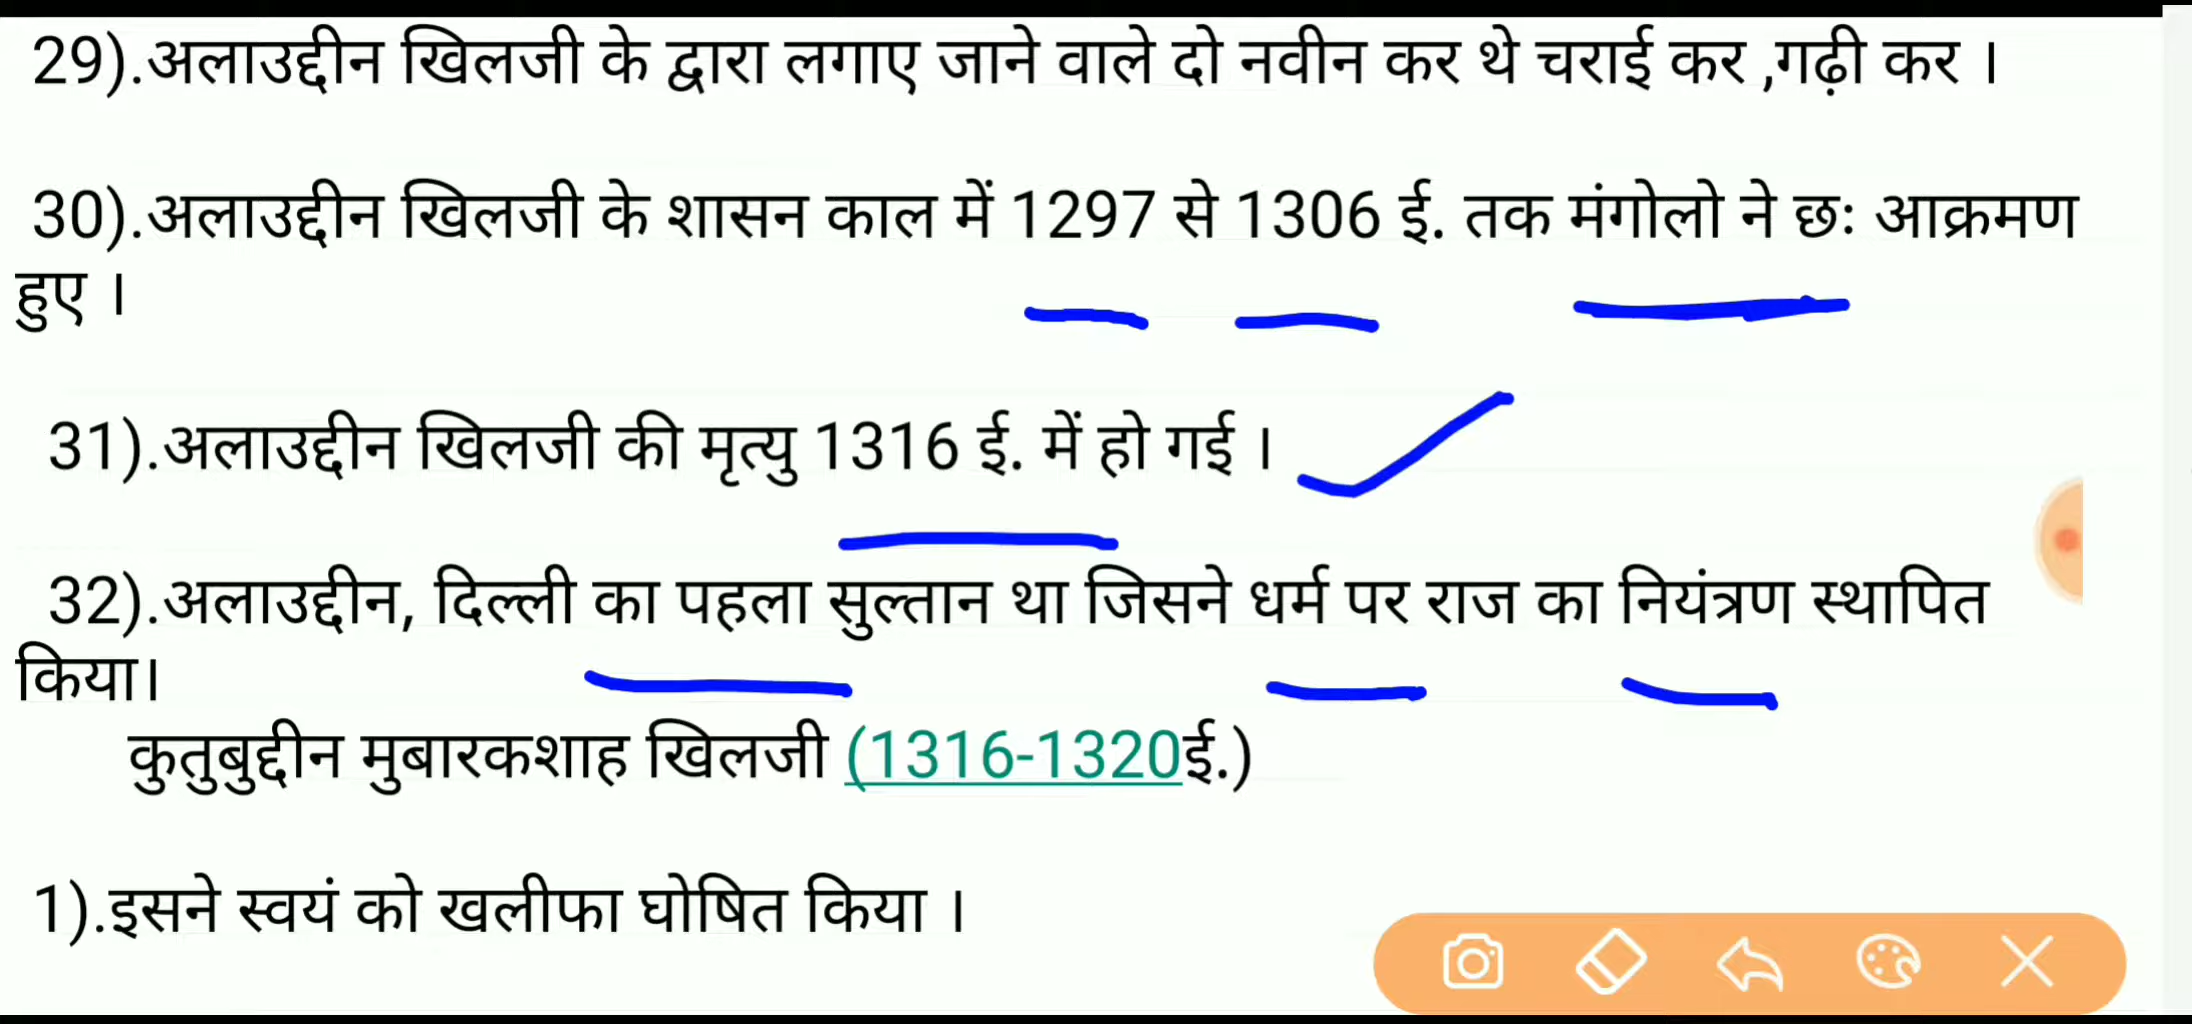 29).अलाउद्दीन खिलजी के द्वारा लगाए जाने वाले दो नवीन कर थे चराई कर ,गढ़ी कर ।
30).अलाउद्दीन खिलजी के शासन काल में 1297 से 1306 ई. तक मंगोलो ने छः आक्रमण
हुए ।
31).अलाउद्दीन खिलजी की मृत्यु 1316 ई. में हो गई ।
32).अलाउद्दीन, दिल्ली का पहला सुल्तान था जिसने धर्म पर राज का नियंत्रण स्थापित
किया।
कुतुबुद्दीन मुबारकशाह खिलजी (1316-1320ई.)
1).इसने स्वयं को खलीफा घोषित किया ।